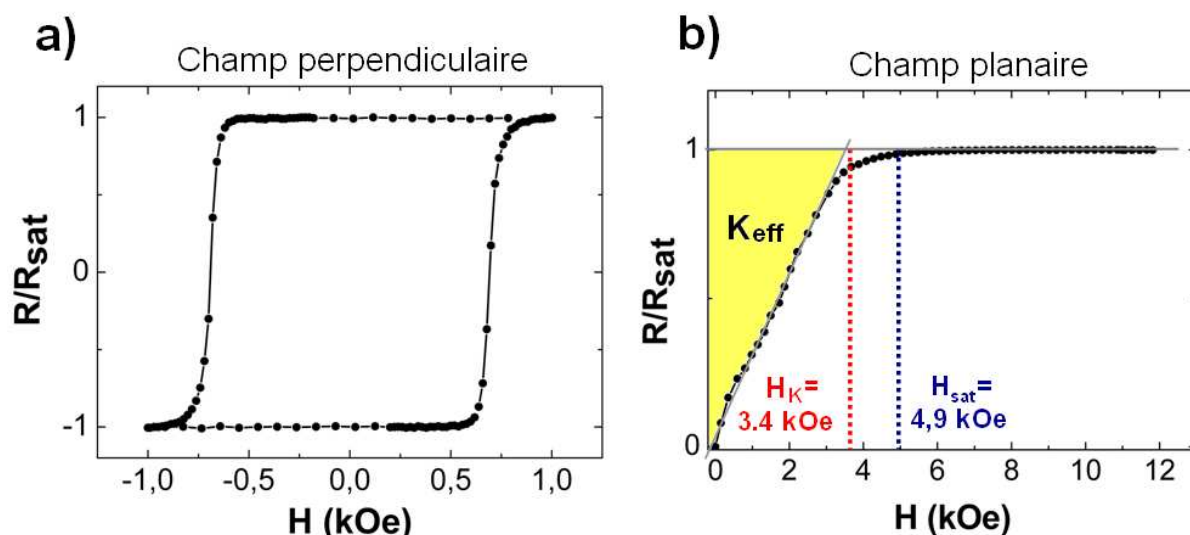 a)
Champ perpendiculaire
R/Rsat
1
0
-1
-1,0
-0,5
0,0
0,5
1,0
H (kOe)
b)
Champ planaire
R/Rsat
1
0
Keff
HK=
3.4 kOe
Hsat=
4,9 kOe
0
2
4
6
8
10
12
H (kOe)